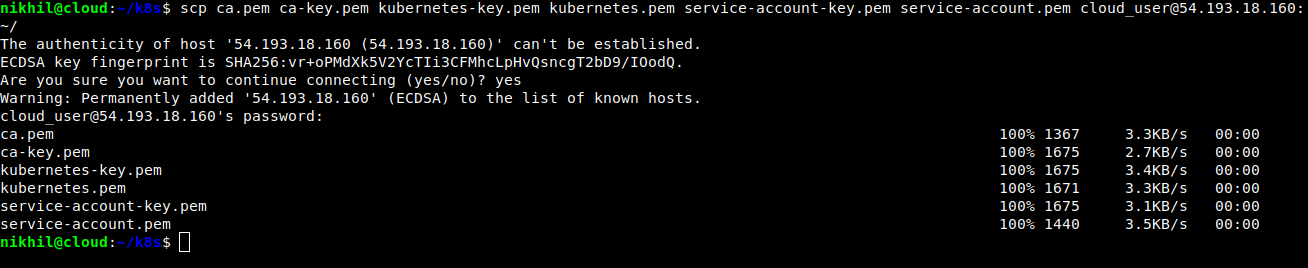 nikhil@cloud:~/k8s$ scp ca.pem ca-key.pem kubernetes-key.pem kubernetes.pem service-account-key.pem service-account.pem cloud_user@54.193.18.160:
~/
The authenticity of host '54.193.18.160 (54.193.18.160)' can't be established.
ECDSA key fingerprint is SHA256:vr+oPMdXk5V2YcTIi3CFMhcLpHvQsncgT2bD9/IOodQ.
Are you sure you want to continue connecting (yes/no)? yes
Warning: Permanently added '54.193.18.160' (ECDSA) to the list of known hosts.
cloud_user@54.193.18.160's password:
ca.pem 100% 1367 3.3KB/s 00:00
ca-key.pem 100% 1675 2.7KB/s 00:00
kubernetes-key.pem 100% 1675 3.4KB/s 00:00
kubernetes.pem 100% 1671 3.3KB/s 00:00
service-account-key.pem 100% 1675 3.1KB/s 00:00
service-account.pem 100% 1440 3.5KB/s 00:00
nikhil@cloud:~/k8s$